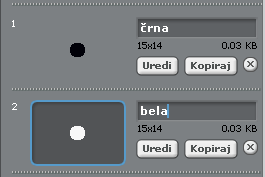 1
črna
15x14 0.03 KB
Uredi Kopiraj
2
bela
15x14 0.03 KB
Uredi Kopiraj